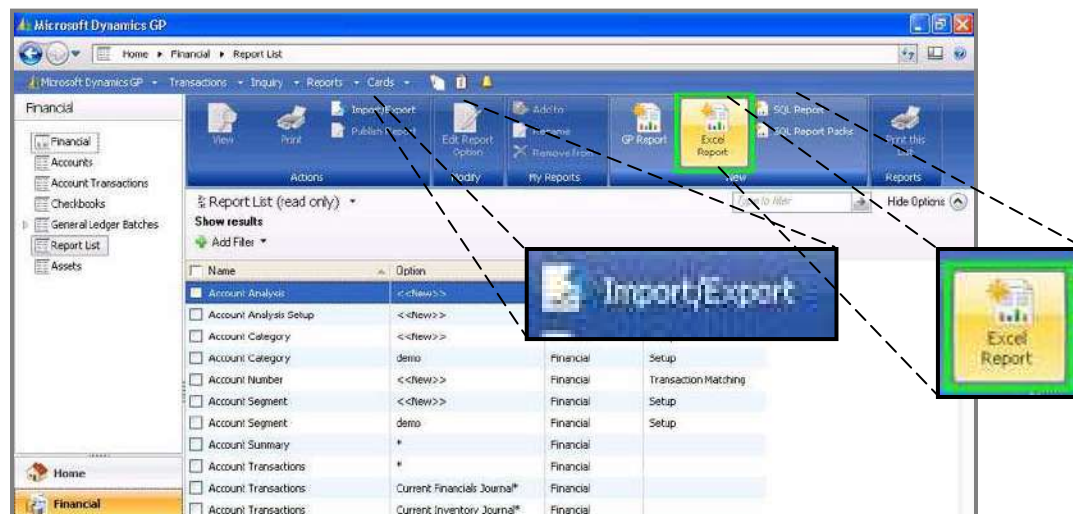 Microsoft Dynamics GP
Home ▸ Financial ▸ Report List
Microsoft Dynamics GP Transactions Inquiry Reports Cards
Financial
Financial
Accounts
Account Transactions
Checkbooks
General Ledger Batches
Report List
Assets
Home
Financial
View
Print
Import/Export
Publish Report
Actions
Edit Report Option
Modify
Add to
Rename
Remove from
My Reports
GP Report
Excel Report
SQL Report
SQL Report Packs
New
Print this List
Reports
Report List (read only)
Type to filter
Hide Options
Show results
Add Filter
Name Option
Account Analysis <<New>>
Account Analysis Setup <<New>>
Account Category <<New>>
Account Category demo Financial Setup
Account Number <<New>> Financial Transaction Matching
Account Segment <<New>> Financial Setup
Account Segment demo Financial Setup
Account Summary * Financial
Account Transactions * Financial
Account Transactions Current Financials Journal* Financial
Account Transactions Current Inventory Journal* Financial
Import/Export
Excel
Report